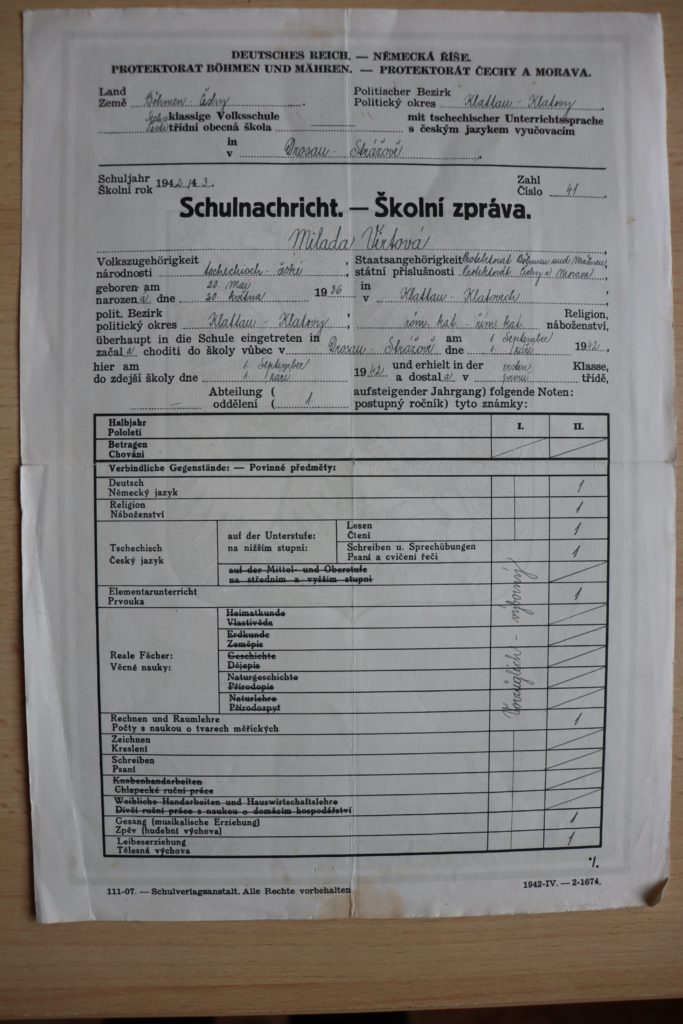 DEUTSCHES REICH. — NĚMECKÁ ŘÍŠE.
PROTEKTORAT BÖHMEN UND MÄHREN. — PROTEKTORÁT ČECHY A MORAVA.
Land Politischer Bezirk
Země Böhmen - Čechy Politický okres Klattau - Klatovy
klassige Volksschule mit tschechischer Unterrichtssprache
třídní obecná škola s českým jazykem vyučovacím
in
v Drosau - Strážově
Schuljahr Zahl
Školní rok 1942/43. Číslo 41
Schulnachricht. — Školní zpráva.
Milada Virtová
Volkszugehörigkeit Staatsangehörigkeit Protektorat Böhmen und Mähren
národnosti tschechisch - české, státní příslušnosti Protektorát Čechy a Morava,
geboren am 20. Mai in
narozena dne 20. května 1936 v Klattau - Klatovech,
polit. Bezirk Religion,
politický okres Klattau - Klatovy, röm. kat. - řím. kat. náboženství,
überhaupt in die Schule eingetreten in am 1. September
začala choditi do školy vůbec v Drosau - Strážově dne 1. září 1942,
hier am 1. September und erhielt in der ersten Klasse,
do zdejší školy dne 1. září 1942 a dostala v první třídě,
Abteilung ( aufsteigender Jahrgang) folgende Noten:
— oddělení ( 1 postupný ročník) tyto známky:
Halbjahr I. II.
Pololetí
Betragen
Chování
Verbindliche Gegenstände: — Povinné předměty:
Deutsch
Německý jazyk 1
Religion
Náboženství 1
Tschechisch
Český jazyk
auf der Unterstufe:
na nižším stupni:
Lesen
Čtení 1
Schreiben u. Sprechübungen
Psaní a cvičení řeči 1
auf der Mittel- und Oberstufe
na středním a vyšším stupni
Elementarunterricht
Prvouka 1
Vorzüglich - výborný
Reale Fächer:
Věcné nauky:
Heimatkunde
Vlastivěda
Erdkunde
Zeměpis
Geschichte
Dějepis
Naturgeschichte
Přírodopis
Naturlehre
Přírodozpyt
Rechnen und Raumlehre
Počty s naukou o tvarech měřických 1
Zeichnen
Kreslení
Schreiben
Psaní
Knabenhandarbeiten
Chlapecké ruční práce
Weibliche Handarbeiten und Hauswirtschaftslehre
Dívčí ruční práce s naukou o domácím hospodářství
Gesang (musikalische Erziehung)
Zpěv (hudební výchova) 1
Leibeserziehung
Tělesná výchova 1
111-07. — Schulverlagsanstalt. Alle Rechte vorbehalten 1942-IV. — 2-1674.